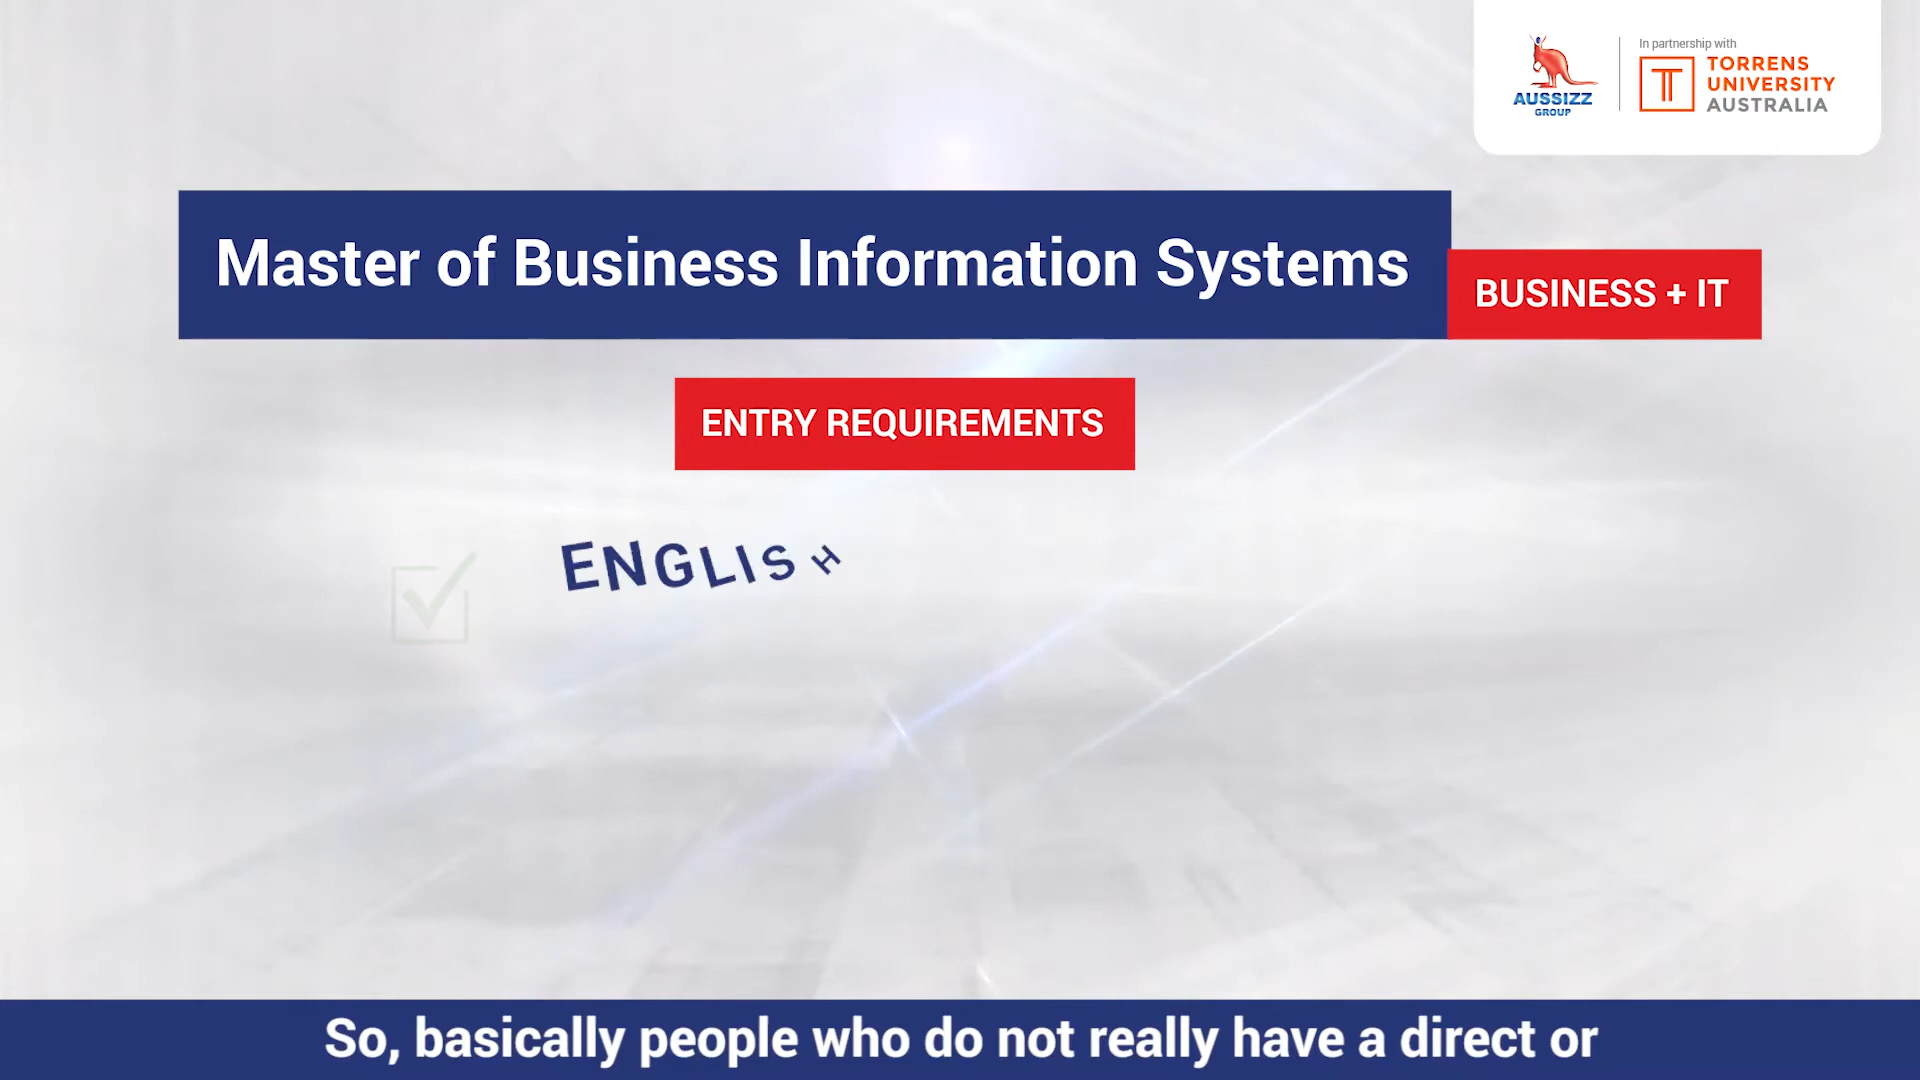 AUSSIZZ
GROUP
In partnership with
TORRENS
UNIVERSITY
AUSTRALIA
Master of Business Information Systems
BUSINESS + IT
ENTRY REQUIREMENTS
ENGLISH
So, basically people who do not really have a direct or